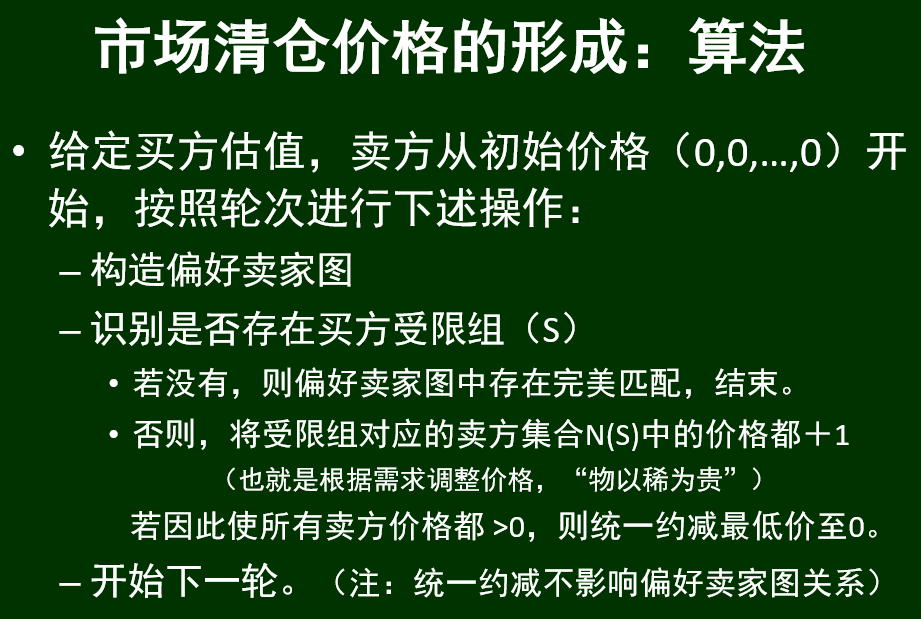 市场清仓价格的形成：算法
• 给定买方估值，卖方从初始价格（0,0,…,0）开
始，按照轮次进行下述操作：
– 构造偏好卖家图
– 识别是否存在买方受限组（S）
• 若没有，则偏好卖家图中存在完美匹配，结束。
• 否则，将受限组对应的卖方集合N(S)中的价格都＋1
（也就是根据需求调整价格，“物以稀为贵”）
若因此使所有卖方价格都 >0，则统一约减最低价至0。
– 开始下一轮。（注：统一约减不影响偏好卖家图关系）